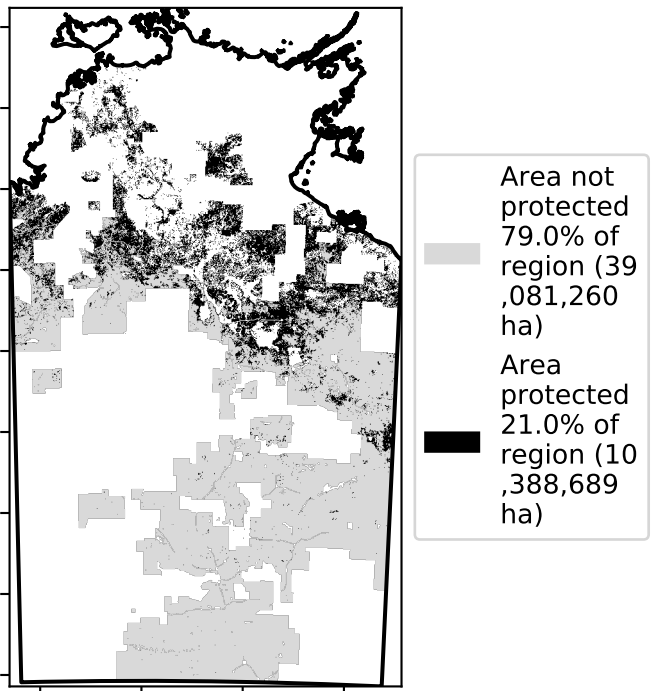 Area not
protected
79.0% of
region (39
,081,260
ha)
Area
protected
21.0% of
region (10
,388,689
ha)